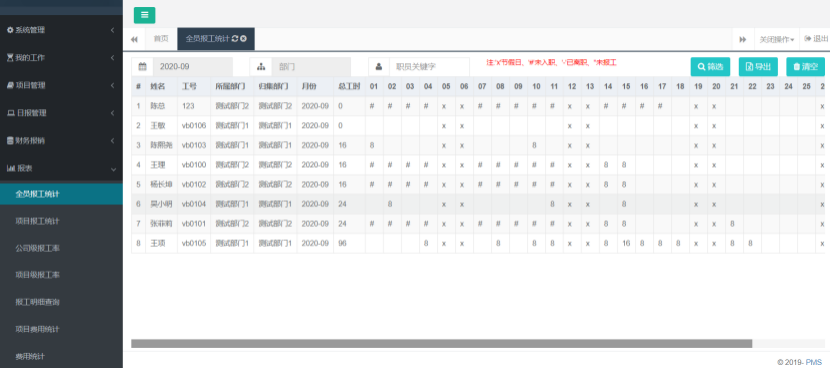 首页
全员报工统计
关闭操作
退出
系统管理
我的工作
项目管理
日报管理
财务报销
报表
全员报工统计
项目报工统计
公司级报工率
项目级报工率
报工明细查询
项目费用统计
费用统计
2020-09 部门 职员关键字 注:'x'节假日、'#'未入职、'-'已离职、''未报工 筛选 导出 清空
# 姓名 工号 所属部门 归集部门 月份 总工时 01 02 03 04 05 06 07 08 09 10 11 12 13 14 15 16 17 18 19 20 21 22 23 24 25 2
1 陈总 123 测试部门2 测试部门2 2020-09 0 # # # # x x # # # # # x x # # # # x x x
2 王敏 vb0106 测试部门1 测试部门1 2020-09 0 x x x x x x x
3 陈熙尧 vb0103 测试部门1 测试部门1 2020-09 16 8 x x 8 x x x x x
4 王理 vb0100 测试部门2 测试部门2 2020-09 16 # # # # x x # # # # # x x 8 8 x x x
5 杨长坤 vb0102 测试部门2 测试部门2 2020-09 16 # # # # x x # # # # # x x 8 8 x x x
6 吴小明 vb0104 测试部门1 测试部门1 2020-09 24 8 x x 8 x x 8 x x x
7 张菲莉 vb0101 测试部门2 测试部门2 2020-09 24 # # # # x x # # # # # x x 8 8 x x 8 x
8 王项 vb0105 测试部门1 测试部门1 2020-09 96 8 x x 8 8 8 x x 8 16 8 8 8 x x 8 8 x
© 2019- PMS